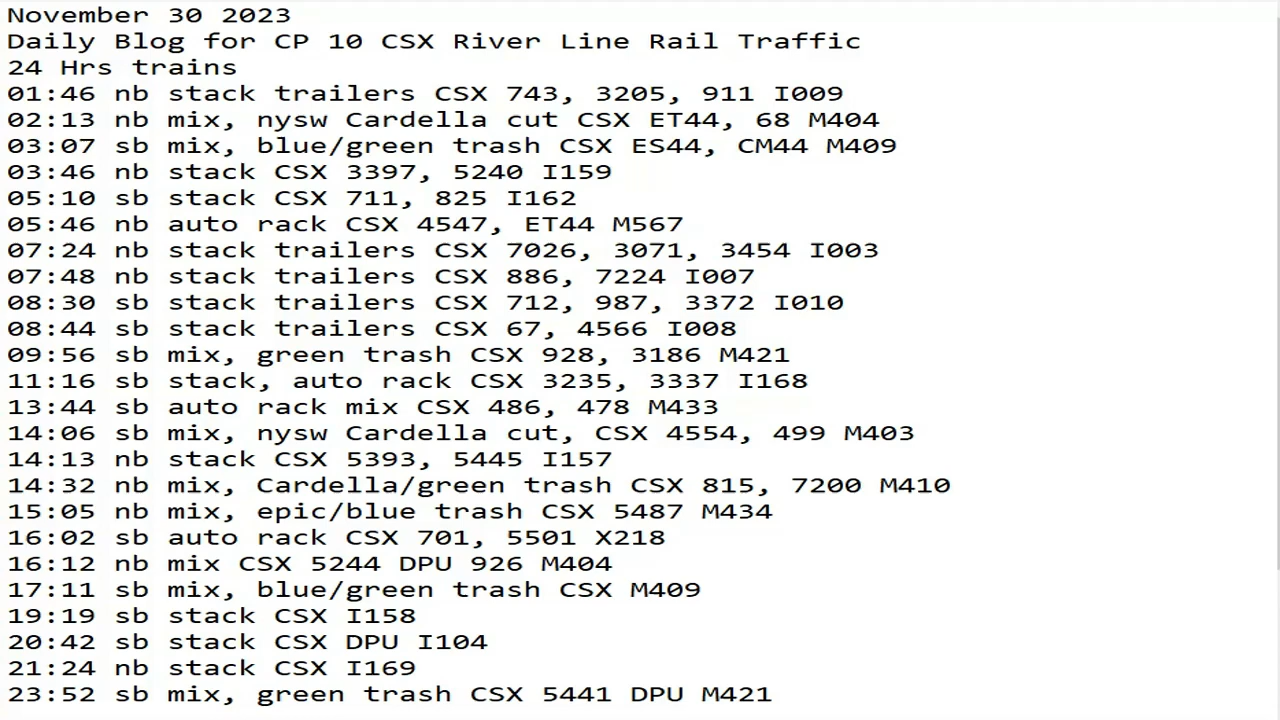 November 30 2023
Daily Blog for CP 10 CSX River Line Rail Traffic
24 Hrs trains
01:46 nb stack trailers CSX 743, 3205, 911 I009
02:13 nb mix, nysw Cardella cut CSX ET44, 68 M404
03:07 sb mix, blue/green trash CSX ES44, CM44 M409
03:46 nb stack CSX 3397, 5240 I159
05:10 sb stack CSX 711, 825 I162
05:46 nb auto rack CSX 4547, ET44 M567
07:24 nb stack trailers CSX 7026, 3071, 3454 I003
07:48 nb stack trailers CSX 886, 7224 I007
08:30 sb stack trailers CSX 712, 987, 3372 I010
08:44 sb stack trailers CSX 67, 4566 I008
09:56 sb mix, green trash CSX 928, 3186 M421
11:16 sb stack, auto rack CSX 3235, 3337 I168
13:44 sb auto rack mix CSX 486, 478 M433
14:06 sb mix, nysw Cardella cut, CSX 4554, 499 M403
14:13 nb stack CSX 5393, 5445 I157
14:32 nb mix, Cardella/green trash CSX 815, 7200 M410
15:05 nb mix, epic/blue trash CSX 5487 M434
16:02 sb auto rack CSX 701, 5501 X218
16:12 nb mix CSX 5244 DPU 926 M404
17:11 sb mix, blue/green trash CSX M409
19:19 sb stack CSX I158
20:42 sb stack CSX DPU I104
21:24 nb stack CSX I169
23:52 sb mix, green trash CSX 5441 DPU M421